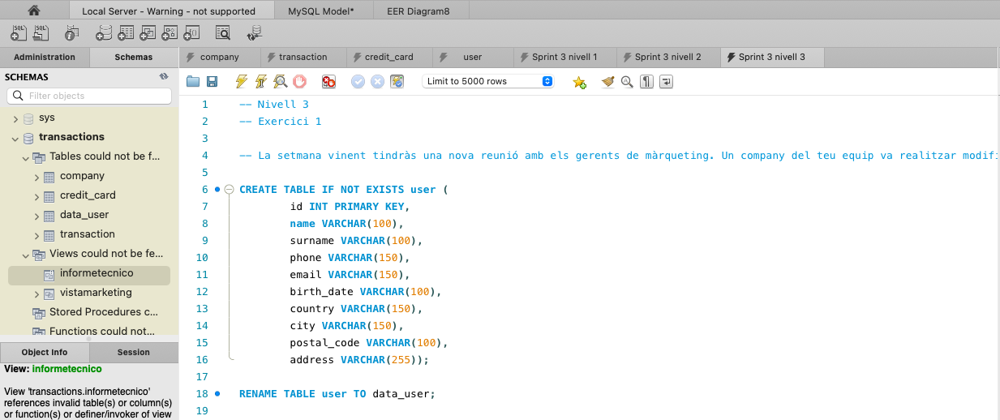 Local Server - Warning - not supported
MySQL Model*
EER Diagram8
Administration
Schemas
company
transaction
credit_card
user
Sprint 3 nivell 1
Sprint 3 nivell 2
Sprint 3 nivell 3
SCHEMAS
Filter objects
sys
transactions
Tables could not be f...
company
credit_card
data_user
transaction
Views could not be fe...
informetecnico
vistamarketing
Stored Procedures c...
Functions could not...
Object Info
Session
View: informetecnico
View 'transactions.informetecnico'
references invalid table(s) or column(s)
or function(s) or definer/invoker of view
Limit to 5000 rows
1 -- Nivell 3
2 -- Exercici 1
3
4 -- La setmana vinent tindràs una nova reunió amb els gerents de màrqueting. Un company del teu equip va realitzar modifi
5
6 CREATE TABLE IF NOT EXISTS user (
7 id INT PRIMARY KEY,
8 name VARCHAR(100),
9 surname VARCHAR(100),
10 phone VARCHAR(150),
11 email VARCHAR(150),
12 birth_date VARCHAR(100),
13 country VARCHAR(150),
14 city VARCHAR(150),
15 postal_code VARCHAR(100),
16 address VARCHAR(255));
17
18 RENAME TABLE user TO data_user;
19